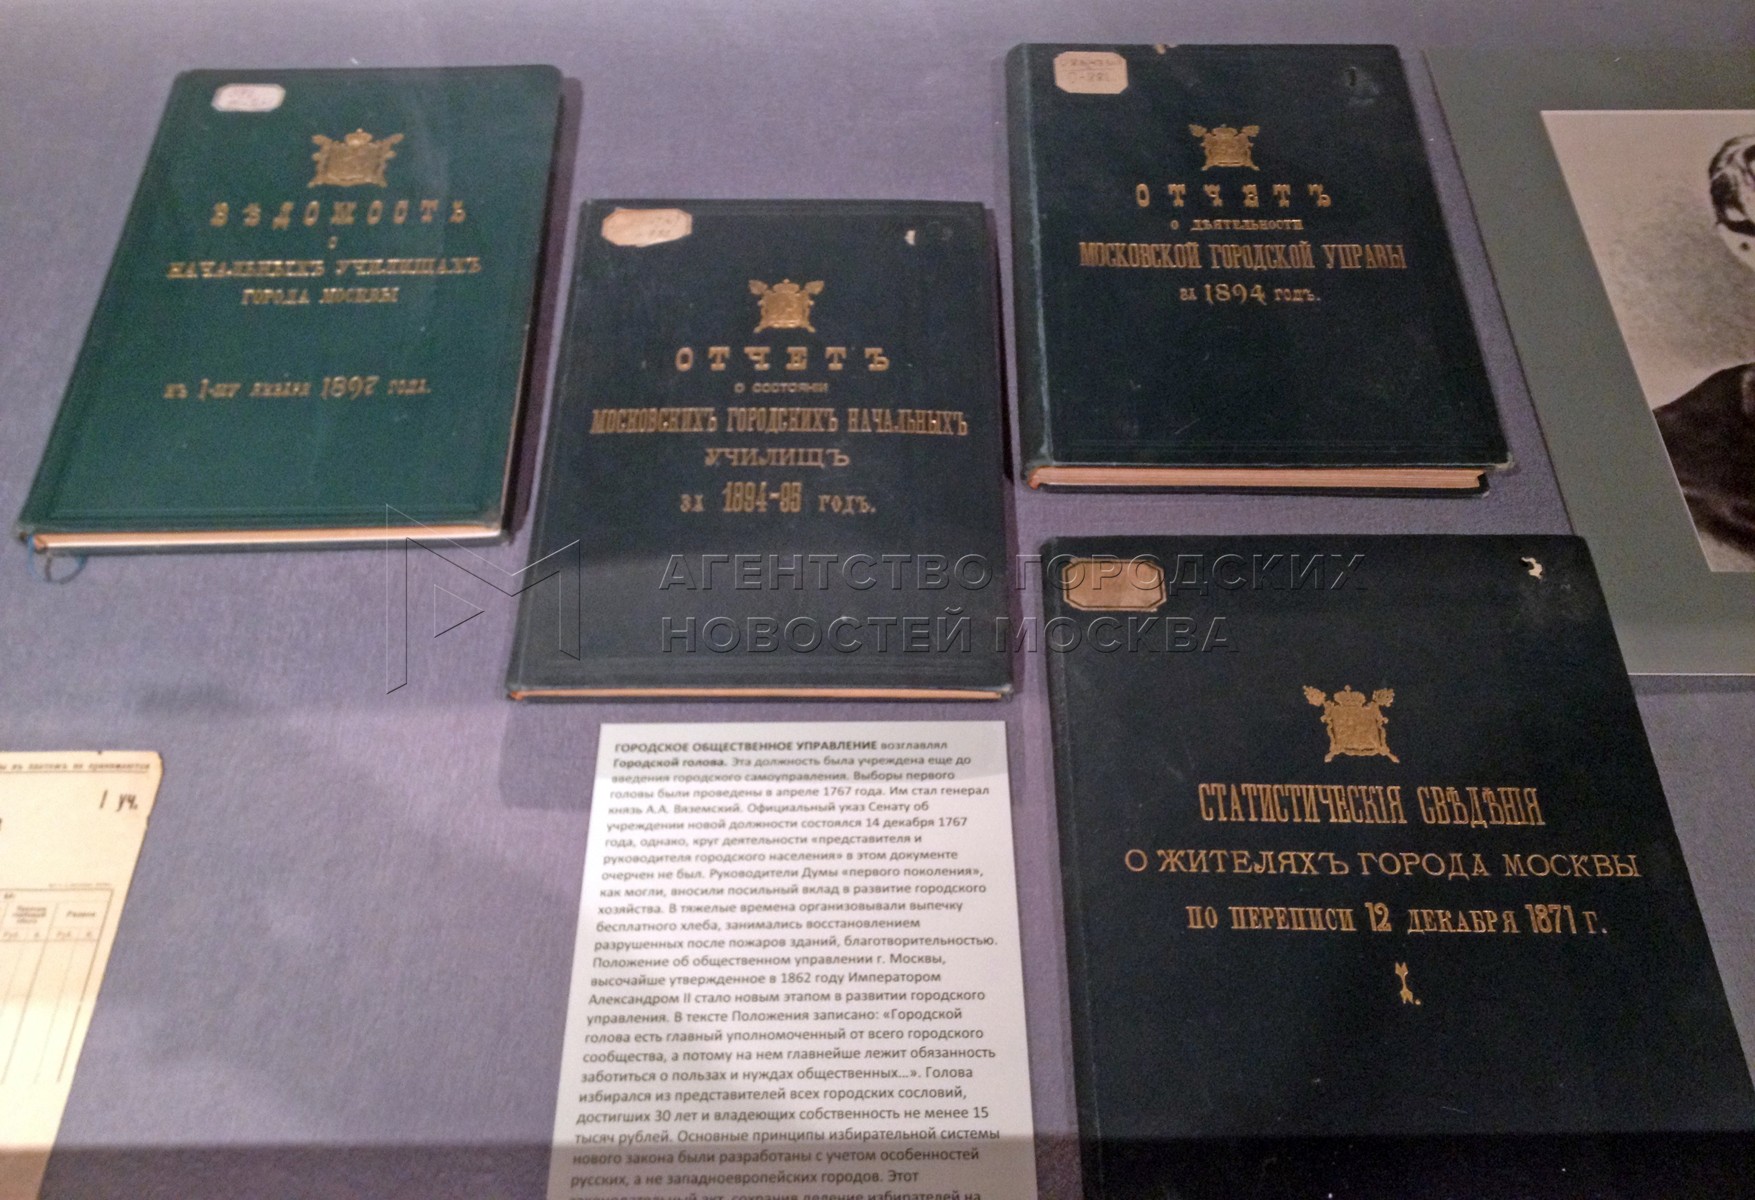 ВѢДОМОСТЬ
О
НАЧАЛЬНЫХЪ УЧИЛИЩАХЪ
ГОРОДА МОСКВЫ
къ 1-му января 1897 года.
ОТЧЕТЪ
О СОСТОЯНІИ
МОСКОВСКИХЪ ГОРОДСКИХЪ НАЧАЛЬНЫХЪ
УЧИЛИЩЪ
ЗА 1894-95 ГОДЪ.
ОТЧЕТЪ
О ДѢЯТЕЛЬНОСТИ
МОСКОВСКОЙ ГОРОДСКОЙ УПРАВЫ
ЗА 1894 ГОДЪ.
СТАТИСТИЧЕСКІЯ СВѢДѢНІЯ
О ЖИТЕЛЯХЪ ГОРОДА МОСКВЫ
ПО ПЕРЕПИСИ 12 ДЕКАБРЯ 1871 Г.
I.
АГЕНТСТВО ГОРОДСКИХ
НОВОСТЕЙ МОСКВА
ГОРОДСКОЕ ОБЩЕСТВЕННОЕ УПРАВЛЕНИЕ возглавлял
Городской голова. Эта должность была учреждена еще до
введения городского самоуправления. Выборы первого
головы были проведены в апреле 1767 года. Им стал генерал
князь А.А. Вяземский. Официальный указ Сенату об
учреждении новой должности состоялся 14 декабря 1767
года, однако, круг деятельности «представителя и
руководителя городского населения» в этом документе
очерчен не был. Руководители Думы «первого поколения»,
как могли, вносили посильный вклад в развитие городского
хозяйства. В тяжелые времена организовывали выпечку
бесплатного хлеба, занимались восстановлением
разрушенных после пожаров зданий, благотворительностью.
Положение об общественном управлении г. Москвы,
высочайше утвержденное в 1862 году Императором
Александром II стало новым этапом в развитии городского
управления. В тексте Положения записано: «Городской
голова есть главный уполномоченный от всего городского
сообщества, а потому на нем главнейше лежит обязанность
заботиться о пользах и нуждах общественных...». Голова
избирался из представителей всех городских сословий,
достигших 30 лет и владеющих собственность не менее 15
тысяч рублей. Основные принципы избирательной системы
нового закона были разработаны с учетом особенностей
русских, а не западноевропейских городов. Этот
1 уч.